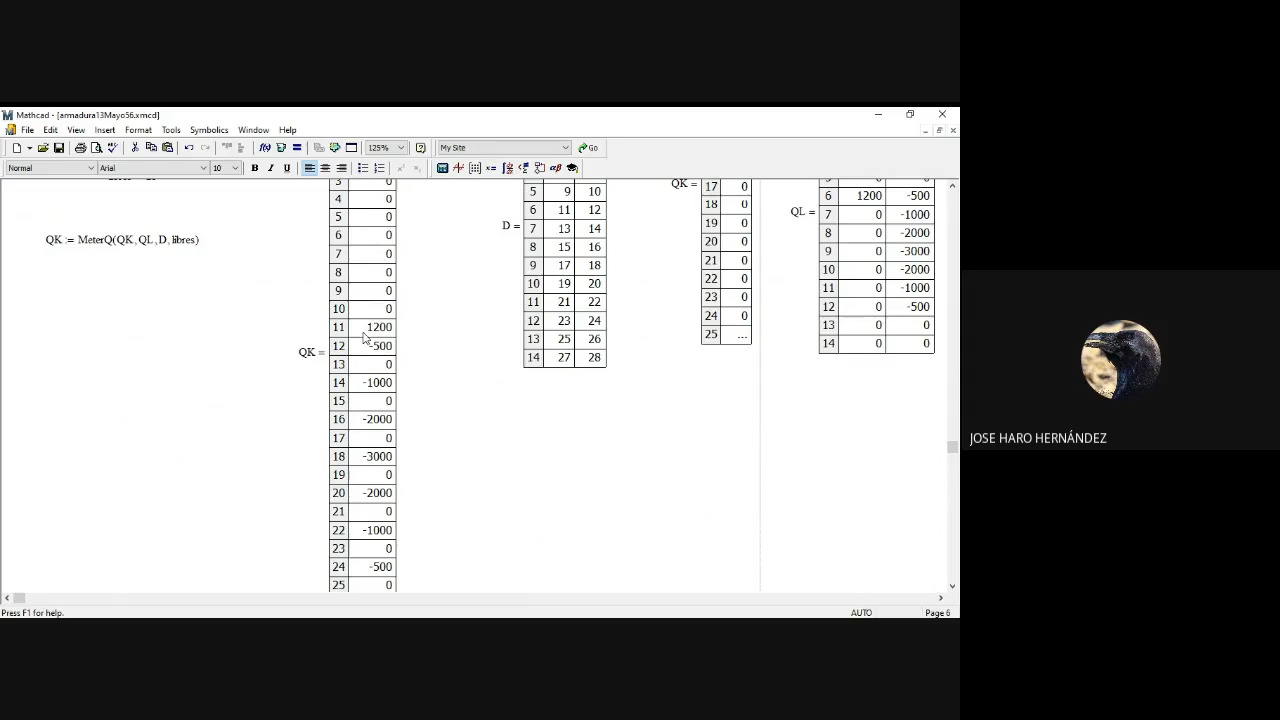 Mathcad - [armadura13Mayo56.xmcd]
File Edit View Insert Format Tools Symbolics Window Help
125% My Site Go
Normal Arial 10 B I U
3 0
4 0
5 0
6 0
7 0
8 0
9 0
10 0
11 1200
12 -500
13 0
14 -1000
15 0
16 -2000
17 0
18 -3000
19 0
20 -2000
21 0
22 -1000
23 0
24 -500
25 0
QK :=  MeterQ(QK, QL, D, libres)
QK =
D =
5 9 10
6 11 12
7 13 14
8 15 16
9 17 18
10 19 20
11 21 22
12 23 24
13 25 26
14 27 28
QK =
17 0
18 0
19 0
20 0
21 0
22 0
23 0
24 0
25 ...
QL =
6 1200 -500
7 0 -1000
8 0 -2000
9 0 -3000
10 0 -2000
11 0 -1000
12 0 -500
13 0 0
14 0 0
JOSE HARO HERNÁNDEZ
Press F1 for help.
AUTO
Page 6